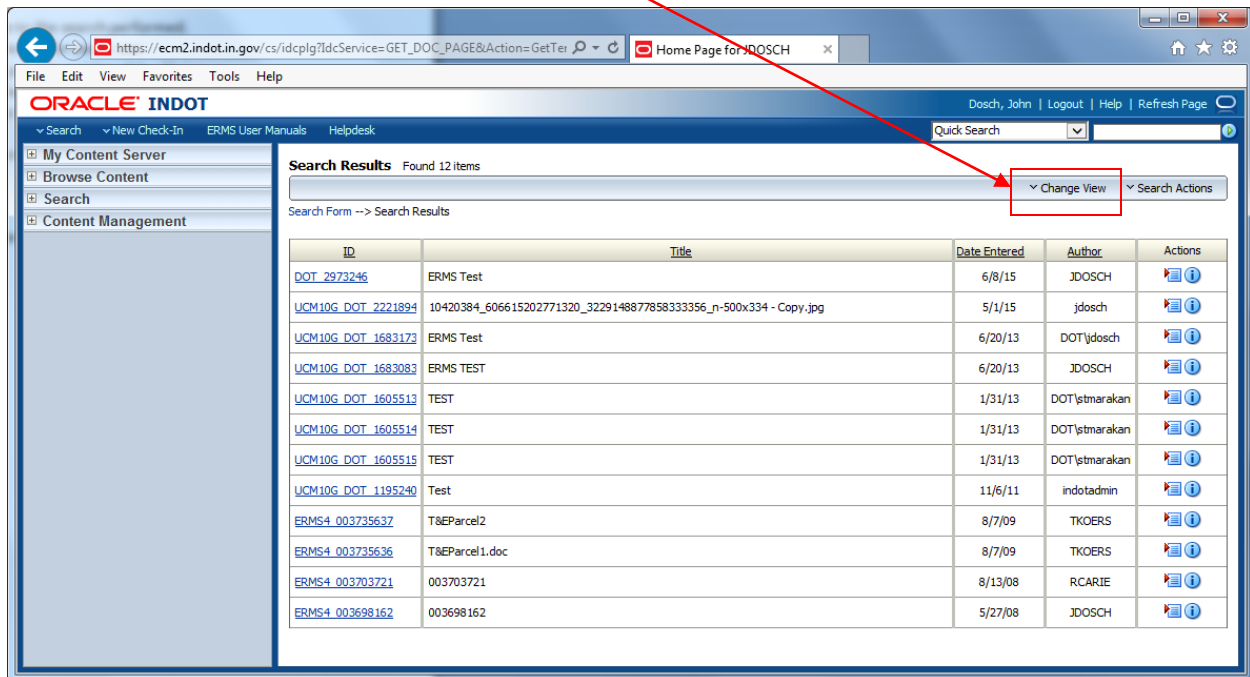 https://ecm2.indot.in.gov/cs/idcplg?IdcService=GET_DOC_PAGE&Action=GetTer Home Page for JDOSCH
File Edit View Favorites Tools Help
ORACLE INDOT Dosch, John | Logout | Help | Refresh Page
Search New Check-In ERMS User Manuals Helpdesk Quick Search
My Content Server
Browse Content
Search
Content Management
Search Results Found 12 items
Change View Search Actions
Search Form --> Search Results
ID Title Date Entered Author Actions
DOT_2973246 ERMS Test 6/8/15 JDOSCH
UCM10G_DOT_2221894 10420384_606615202771320_3229148877858333356_n-500x334 - Copy.jpg 5/1/15 jdosch
UCM10G_DOT_1683173 ERMS Test 6/20/13 DOT\jdosch
UCM10G_DOT_1683083 ERMS TEST 6/20/13 JDOSCH
UCM10G_DOT_1605513 TEST 1/31/13 DOT\stmarakan
UCM10G_DOT_1605514 TEST 1/31/13 DOT\stmarakan
UCM10G_DOT_1605515 TEST 1/31/13 DOT\stmarakan
UCM10G_DOT_1195240 Test 11/6/11 indotadmin
ERMS4_003735637 T&EParcel2 8/7/09 TKOERS
ERMS4_003735636 T&EParcel1.doc 8/7/09 TKOERS
ERMS4_003703721 003703721 8/13/08 RCARIE
ERMS4_003698162 003698162 5/27/08 JDOSCH